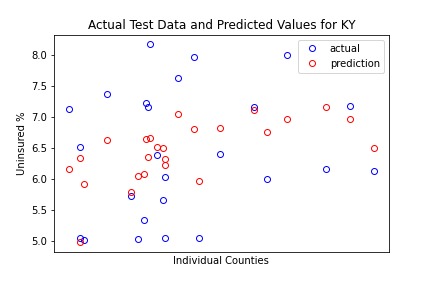 Actual Test Data and Predicted Values for KY
actual
prediction
8.0
7.5
7.0
6.5
6.0
5.5
5.0
Uninsured %
Individual Counties